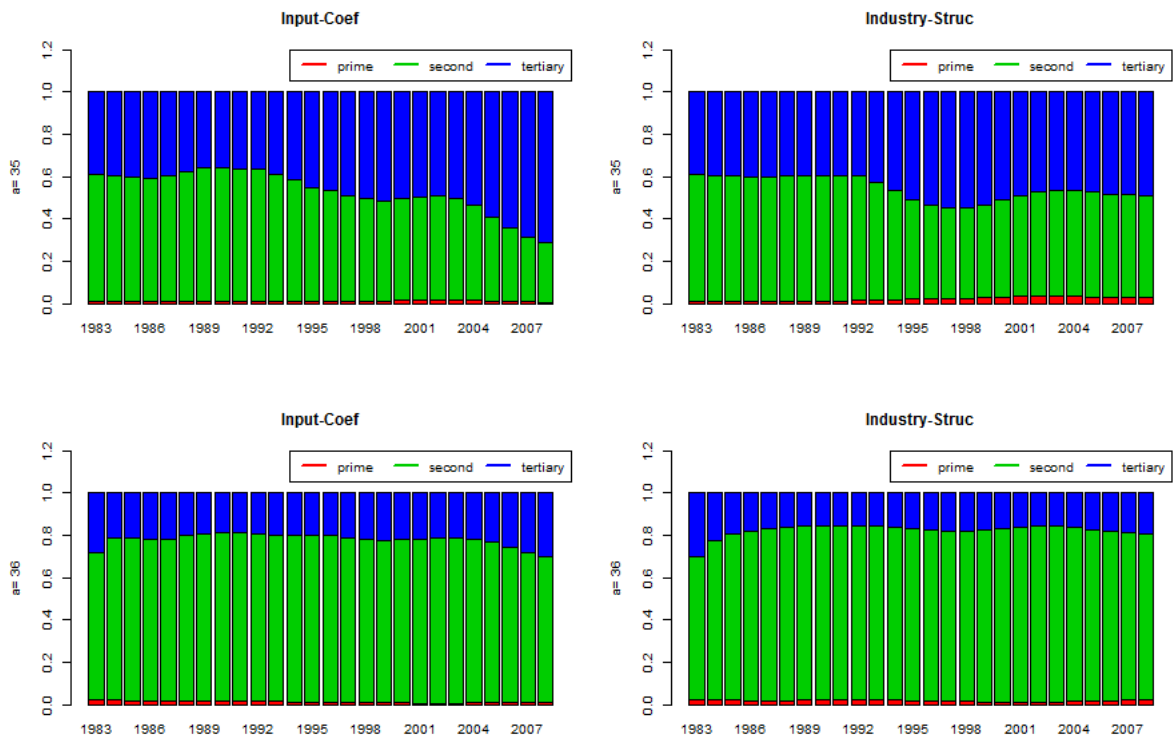 Input-Coef
prime second tertiary
a= 35
0.0 0.2 0.4 0.6 0.8 1.0 1.2
1983 1986 1989 1992 1995 1998 2001 2004 2007
Industry-Struc
prime second tertiary
a= 35
0.0 0.2 0.4 0.6 0.8 1.0 1.2
1983 1986 1989 1992 1995 1998 2001 2004 2007
Input-Coef
prime second tertiary
a= 36
0.0 0.2 0.4 0.6 0.8 1.0 1.2
1983 1986 1989 1992 1995 1998 2001 2004 2007
Industry-Struc
prime second tertiary
a= 36
0.0 0.2 0.4 0.6 0.8 1.0 1.2
1983 1986 1989 1992 1995 1998 2001 2004 2007